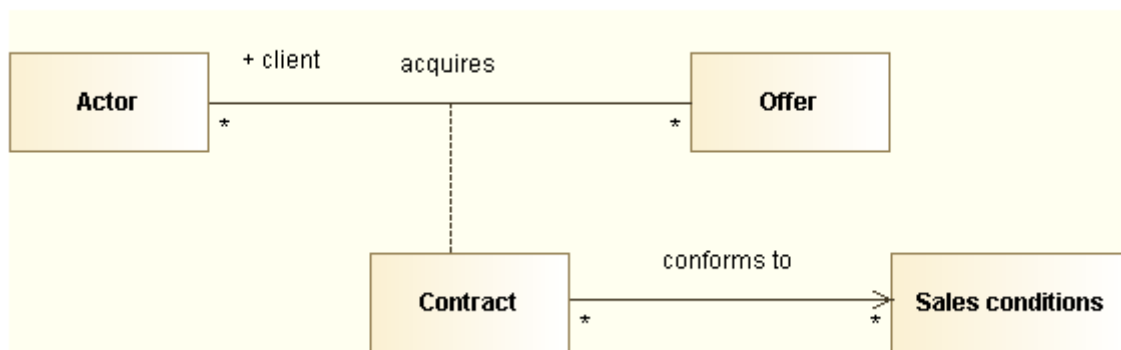 + client
acquires
Actor
Offer
*
*
conforms to
Contract
Sales conditions
*
*